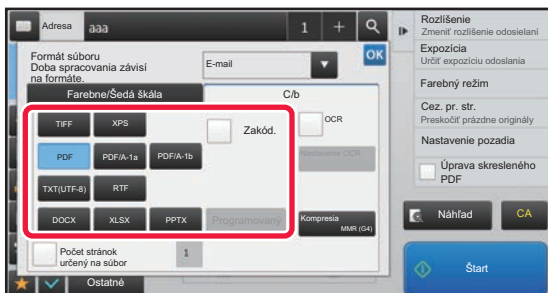 Adresa aaa 1 +
Formát súboru
Doba spracovania závisí
na formáte.
E-mail
OK
Farebne/Šedá škála
C/b
TIFF XPS
Zakód.
OCR
PDF PDF/A-1a PDF/A-1b
Nastavenie OCR
TXT(UTF-8) RTF
DOCX XLSX PPTX Programovaný
Kompresia
MMR (G4)
Počet stránok
určený na súbor
1
Ostatné
Rozlíšenie
Zmeniť rozlíšenie odosielani
Expozícia
Určiť expozíciu odoslania
Farebný režim
Cez. pr. str.
Preskočiť prázdne originály
Nastavenie pozadia
Úprava skresleného
PDF
Náhľad CA
Štart